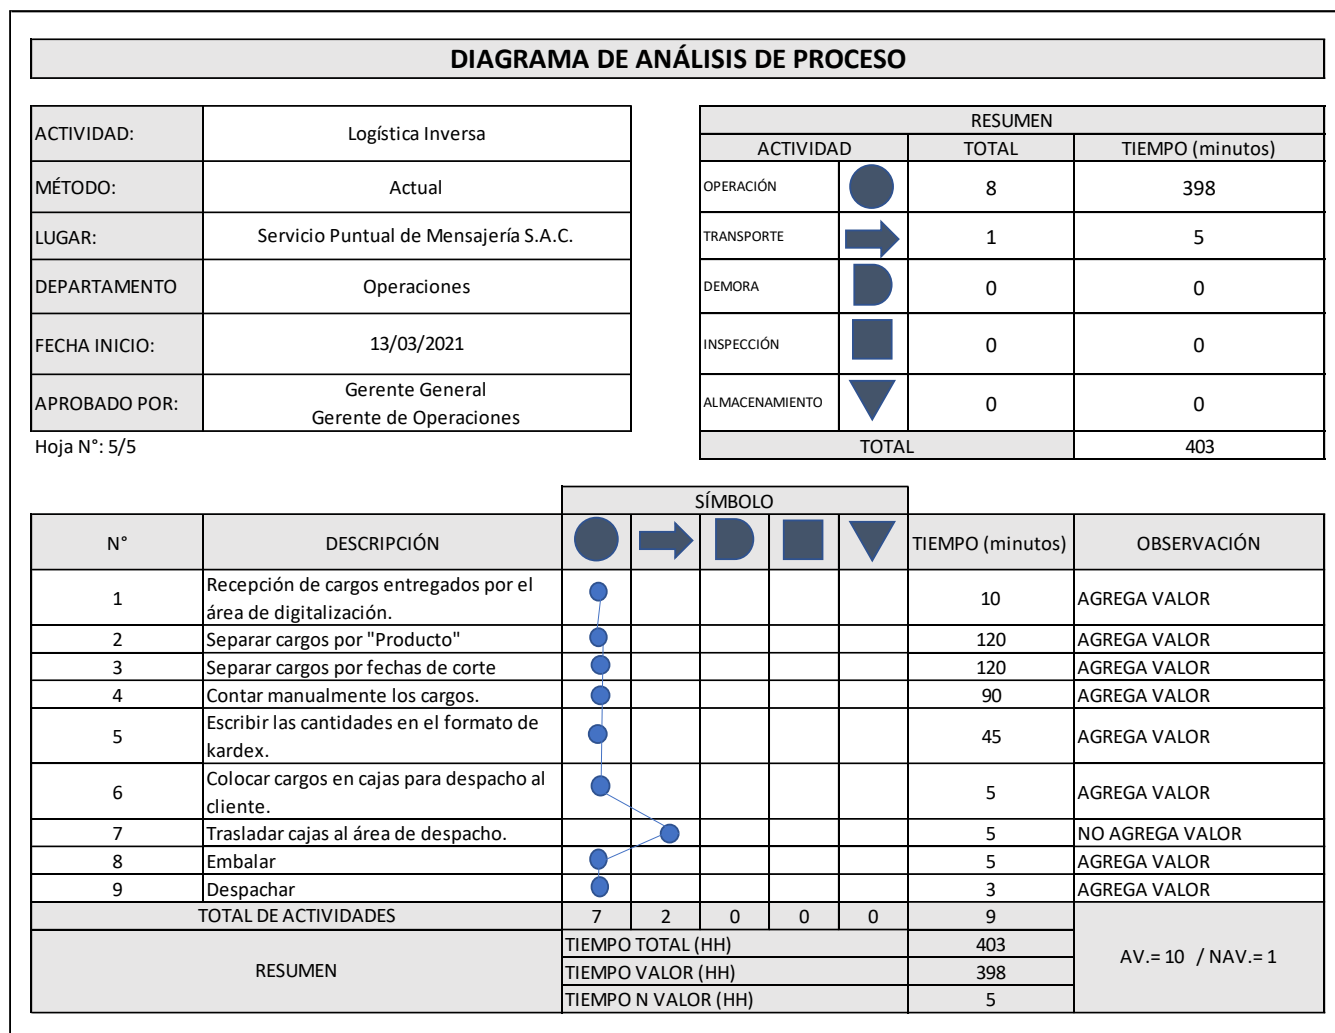 DIAGRAMA DE ANÁLISIS DE PROCESO
ACTIVIDAD: Logística Inversa
MÉTODO: Actual
LUGAR: Servicio Puntual de Mensajería S.A.C.
DEPARTAMENTO Operaciones
FECHA INICIO: 13/03/2021
APROBADO POR: Gerente General
Gerente de Operaciones
Hoja N°: 5/5
RESUMEN
ACTIVIDAD TOTAL TIEMPO (minutos)
OPERACIÓN 8 398
TRANSPORTE 1 5
DEMORA 0 0
INSPECCIÓN 0 0
ALMACENAMIENTO 0 0
TOTAL 403
SÍMBOLO
N° DESCRIPCIÓN TIEMPO (minutos) OBSERVACIÓN
1 Recepción de cargos entregados por el
área de digitalización. 10 AGREGA VALOR
2 Separar cargos por "Producto" 120 AGREGA VALOR
3 Separar cargos por fechas de corte 120 AGREGA VALOR
4 Contar manualmente los cargos. 90 AGREGA VALOR
5 Escribir las cantidades en el formato de
kardex. 45 AGREGA VALOR
6 Colocar cargos en cajas para despacho al
cliente. 5 AGREGA VALOR
7 Trasladar cajas al área de despacho. 5 NO AGREGA VALOR
8 Embalar 5 AGREGA VALOR
9 Despachar 3 AGREGA VALOR
TOTAL DE ACTIVIDADES 7 2 0 0 0 9
RESUMEN
TIEMPO TOTAL (HH) 403
TIEMPO VALOR (HH) 398
TIEMPO N VALOR (HH) 5
AV.= 10 / NAV.= 1